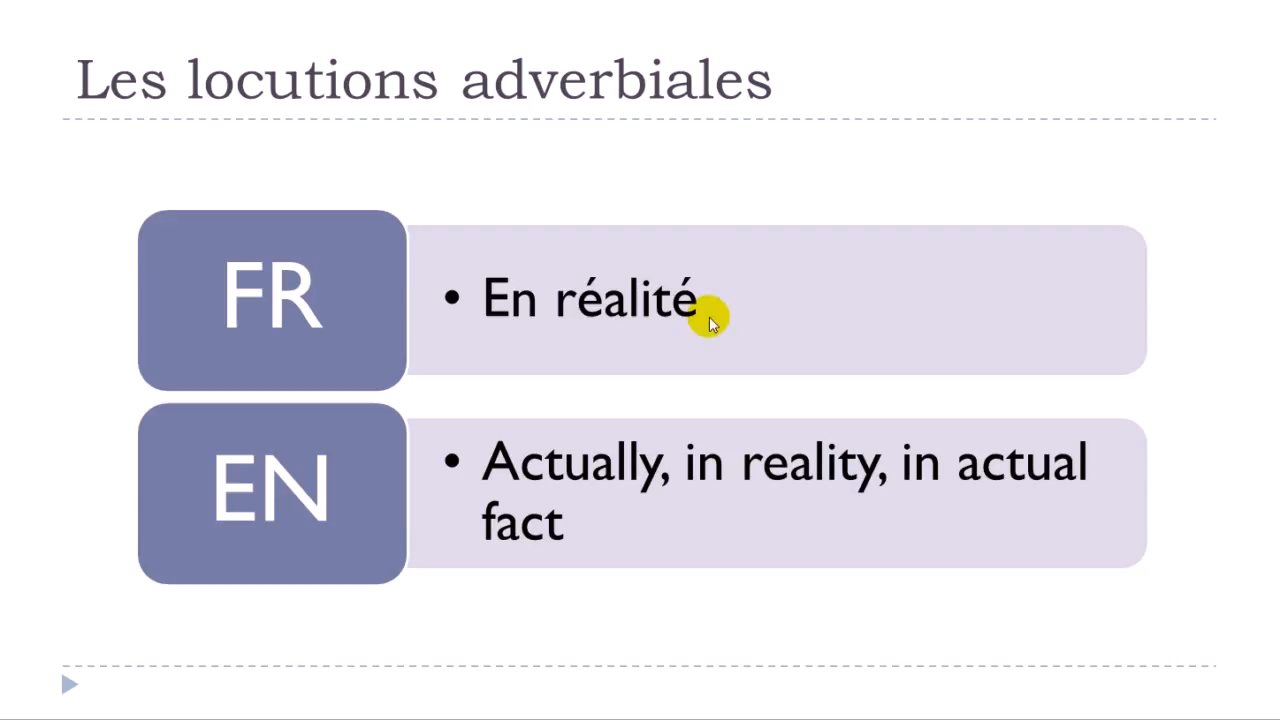 Les locutions adverbiales
FR
• En réalité
EN
• Actually, in reality, in actual
fact